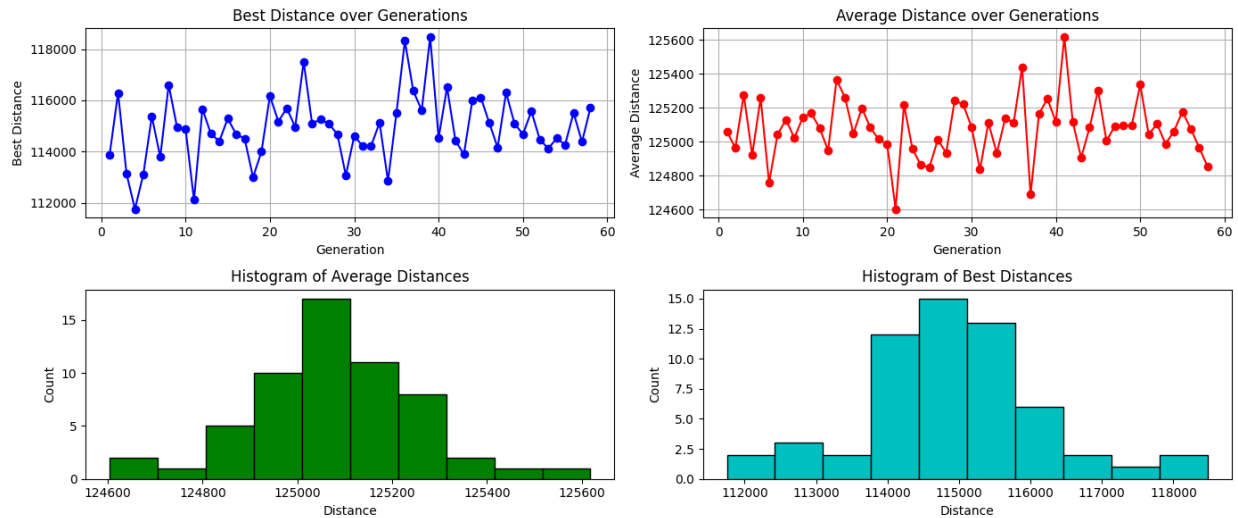 Best Distance over Generations
118000
116000
114000
112000
Best Distance
0 10 20 30 40 50 60
Generation
Average Distance over Generations
125600
125400
125200
125000
124800
124600
Average Distance
0 10 20 30 40 50 60
Generation
Histogram of Average Distances
15
10
5
0
Count
124600 124800 125000 125200 125400 125600
Distance
Histogram of Best Distances
15.0
12.5
10.0
7.5
5.0
2.5
0.0
Count
112000 113000 114000 115000 116000 117000 118000
Distance